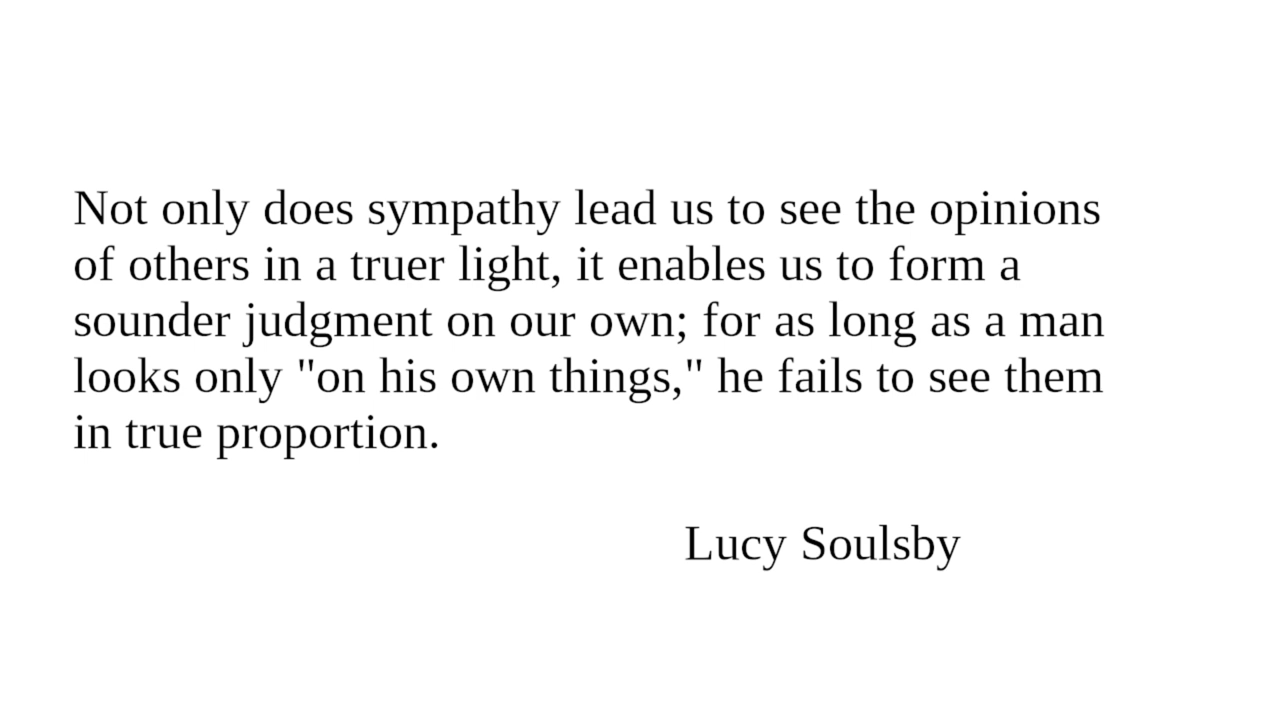 Not only does sympathy lead us to see the opinions
of others in a truer light, it enables us to form a
sounder judgment on our own; for as long as a man
looks only "on his own things," he fails to see them
in true proportion.
Lucy Soulsby